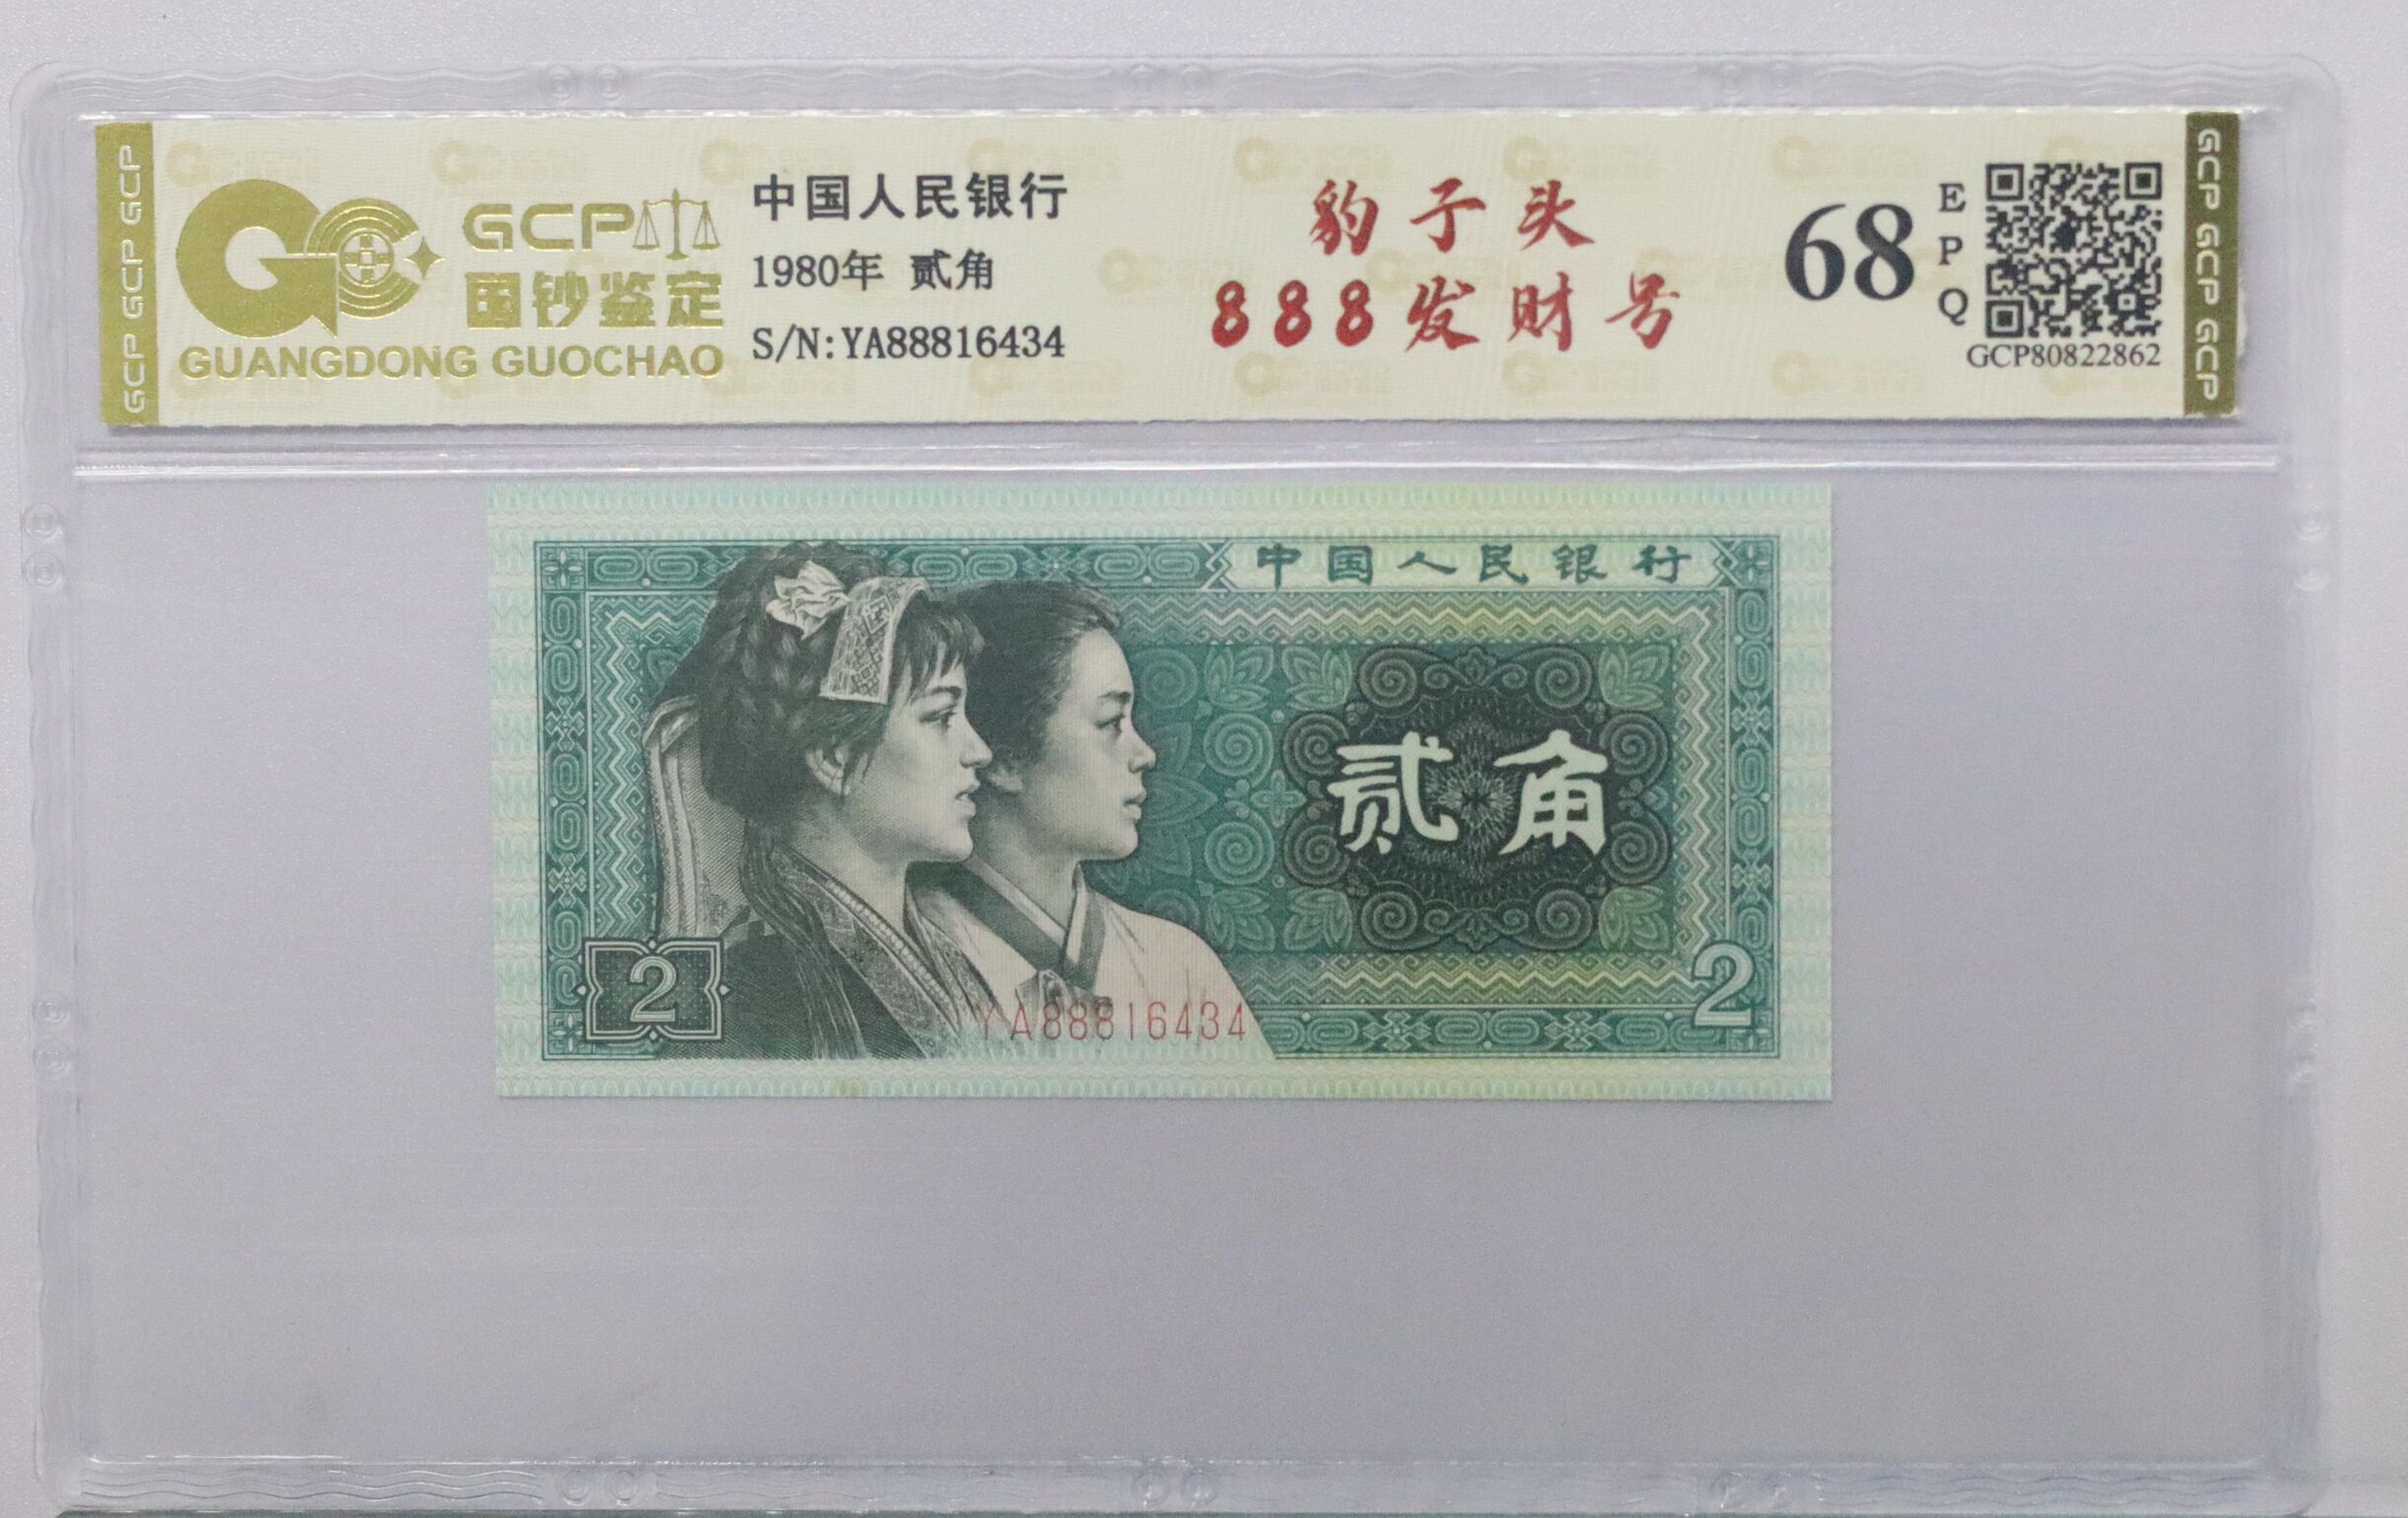 GCP GCP GCP
GCP
国钞鉴定
GUANGDONG GUOCHAO
中国人民银行
1980年 贰角
S/N:YA88816434
豹子头
888发财号
68
EPQ
GCP80822862
GCP GCP GCP
中国人民银行
贰角
2
YA88816434
2